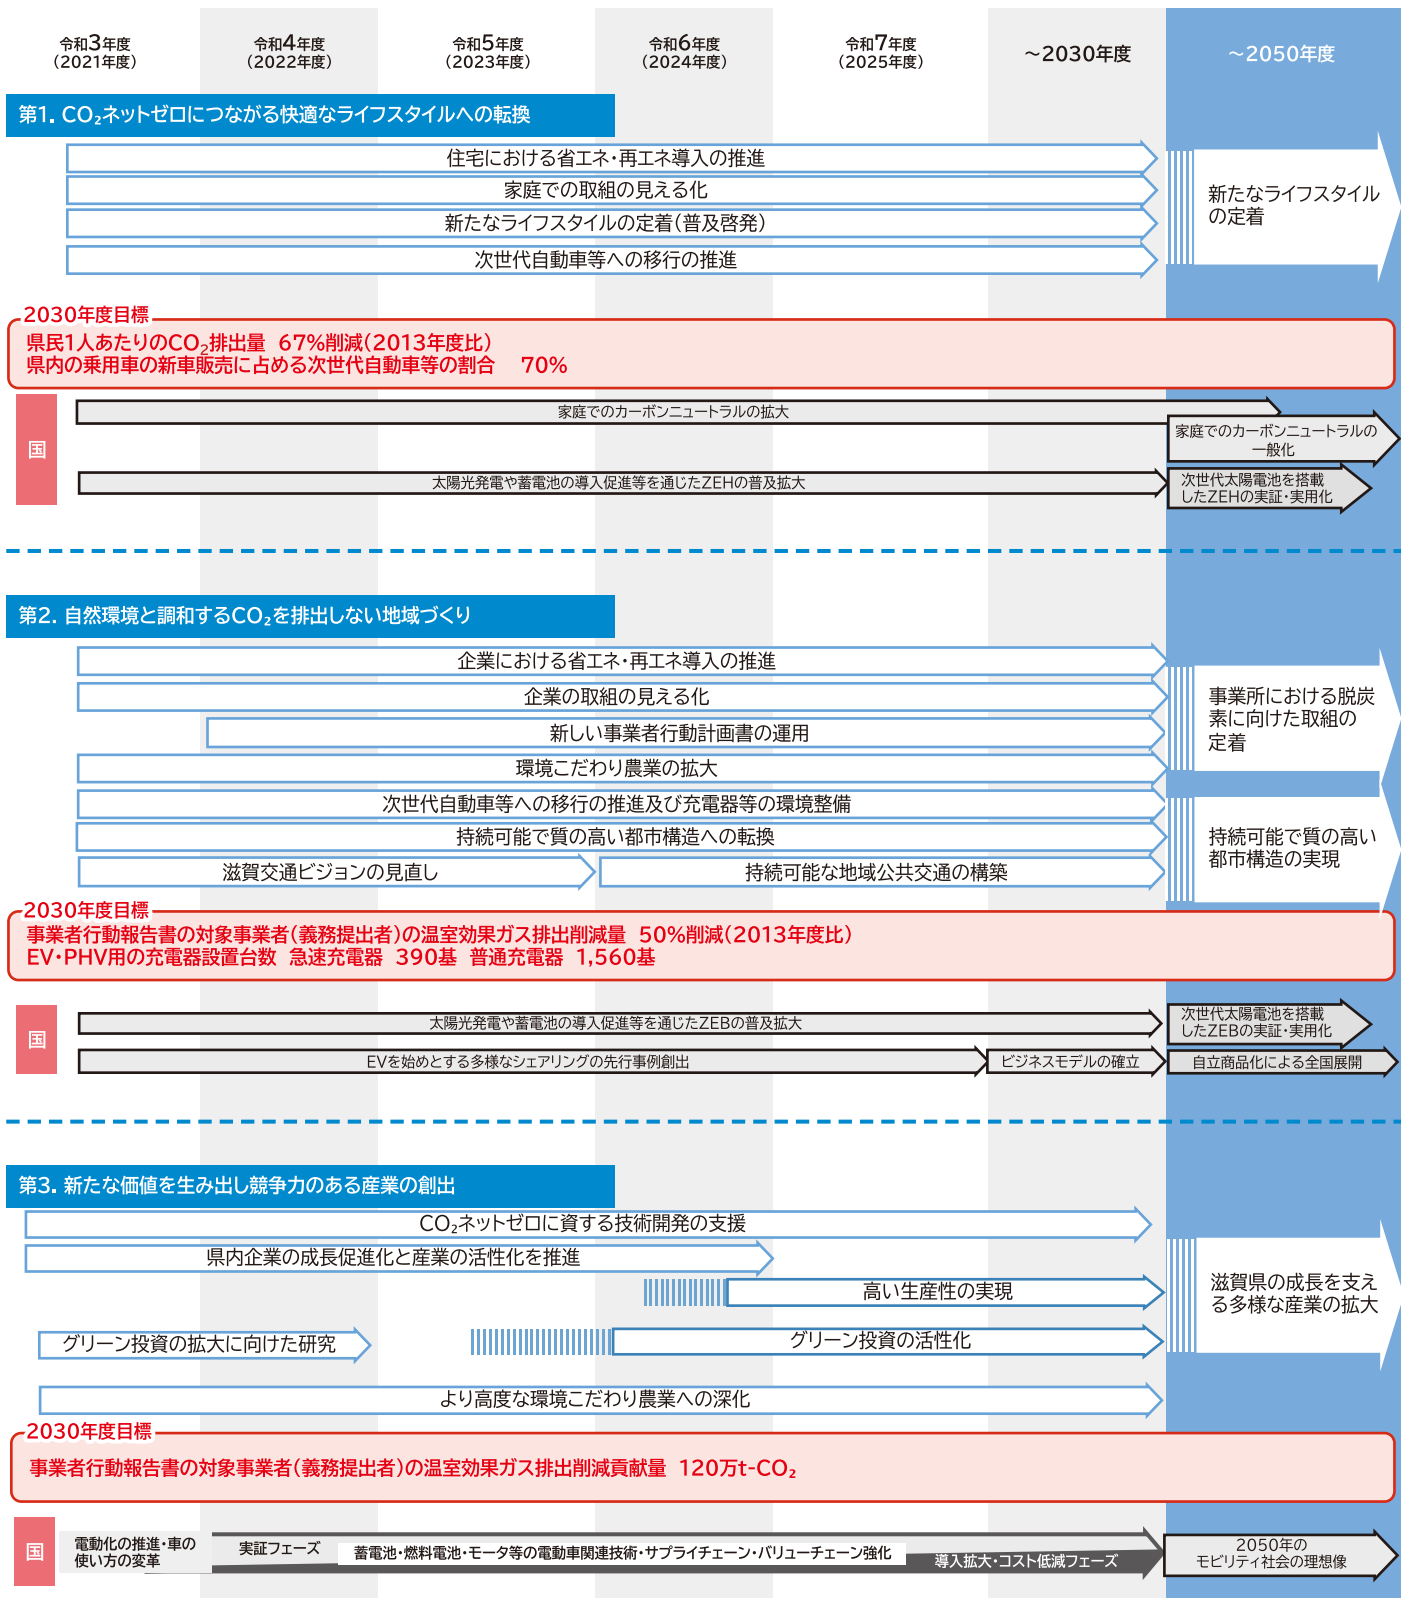 令和3年度
（2021年度）
令和4年度
（2022年度）
令和5年度
（2023年度）
令和6年度
（2024年度）
令和7年度
（2025年度）
～2030年度
～2050年度
第1. CO₂ネットゼロにつながる快適なライフスタイルへの転換
住宅における省エネ・再エネ導入の推進
家庭での取組の見える化
新たなライフスタイルの定着（普及啓発）
次世代自動車等への移行の推進
新たなライフスタイル
の定着
2030年度目標
県民1人あたりのCO₂排出量 67%削減（2013年度比）
県内の乗用車の新車販売に占める次世代自動車等の割合 70%
国
家庭でのカーボンニュートラルの拡大
家庭でのカーボンニュートラルの
一般化
太陽光発電や蓄電池の導入促進等を通じたZEHの普及拡大
次世代太陽電池を搭載
したZEHの実証・実用化
第2. 自然環境と調和するCO₂を排出しない地域づくり
企業における省エネ・再エネ導入の推進
企業の取組の見える化
新しい事業者行動計画書の運用
環境こだわり農業の拡大
次世代自動車等への移行の推進及び充電器等の環境整備
持続可能で質の高い都市構造への転換
滋賀交通ビジョンの見直し
持続可能な地域公共交通の構築
事業所における脱炭
素に向けた取組の
定着
持続可能で質の高い
都市構造の実現
2030年度目標
事業者行動報告書の対象事業者（義務提出者）の温室効果ガス排出削減量 50%削減（2013年度比）
EV・PHV用の充電器設置台数 急速充電器 390基 普通充電器 1,560基
国
太陽光発電や蓄電池の導入促進等を通じたZEBの普及拡大
次世代太陽電池を搭載
したZEBの実証・実用化
EVを始めとする多様なシェアリングの先行事例創出
ビジネスモデルの確立
自立商品化による全国展開
第3. 新たな価値を生み出し競争力のある産業の創出
CO₂ネットゼロに資する技術開発の支援
県内企業の成長促進化と産業の活性化を推進
高い生産性の実現
グリーン投資の拡大に向けた研究
グリーン投資の活性化
より高度な環境こだわり農業への深化
滋賀県の成長を支え
る多様な産業の拡大
2030年度目標
事業者行動報告書の対象事業者（義務提出者）の温室効果ガス排出削減貢献量 120万t-CO₂
国
電動化の推進・車の
使い方の変革
実証フェーズ
蓄電池・燃料電池・モータ等の電動車関連技術・サプライチェーン・バリューチェーン強化
導入拡大・コスト低減フェーズ
2050年の
モビリティ社会の理想像